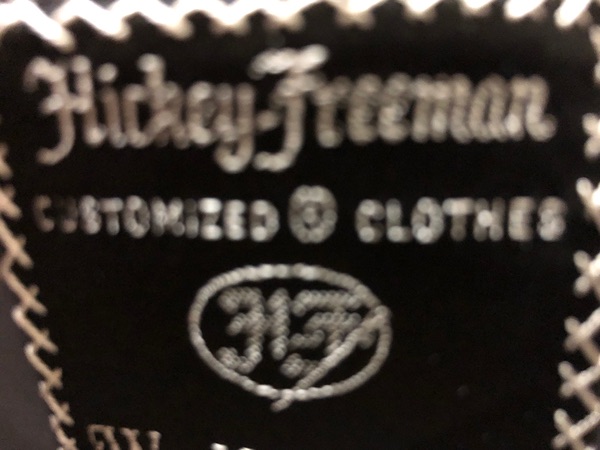 Hickey-Freeman
CUSTOMIZED ® CLOTHES
HF